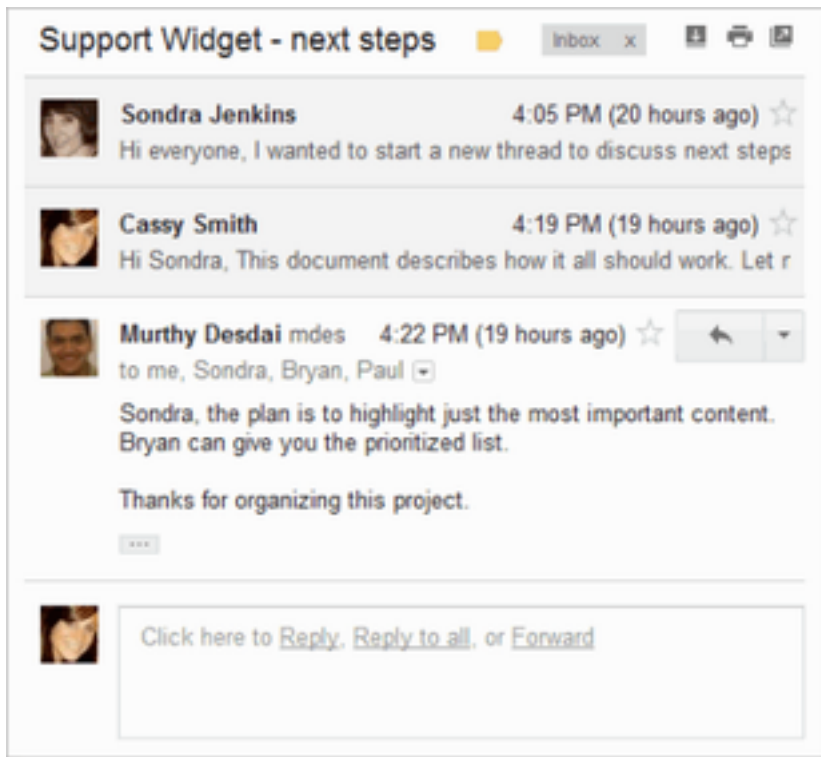 Support Widget - next steps
Inbox x
Sondra Jenkins 4:05 PM (20 hours ago)
Hi everyone, I wanted to start a new thread to discuss next steps
Cassy Smith 4:19 PM (19 hours ago)
Hi Sondra, This document describes how it all should work. Let r
Murthy Desdai mdes 4:22 PM (19 hours ago)
to me, Sondra, Bryan, Paul
Sondra, the plan is to highlight just the most important content.
Bryan can give you the prioritized list.
Thanks for organizing this project.
Click here to Reply, Reply to all, or Forward